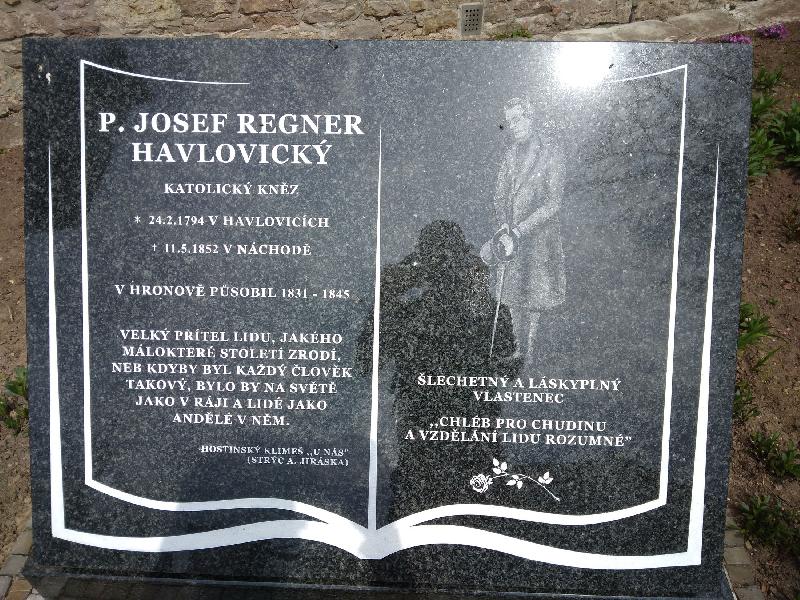 P. JOSEF REGNER
HAVLOVICKÝ
KATOLICKÝ KNĚZ
* 24.2.1794 V HAVLOVICÍCH
† 11.5.1852 V NÁCHODĚ
V HRONOVĚ PŮSOBIL 1831 - 1845
VELKÝ PŘÍTEL LIDU, JAKÉHO
MÁLOKTERÉ STOLETÍ ZRODÍ,
NEB KDYBY BYL KAŽDÝ ČLOVĚK
TAKOVÝ, BYLO BY NA SVĚTĚ
JAKO V RÁJI A LIDÉ JAKO
ANDĚLÉ V NĚM.
HOSTINSKÝ KLIMEŠ ,,U NÁS"
(STRÝC A. JIRÁSKA)
ŠLECHETNÝ A LÁSKYPLNÝ
VLASTENEC
,,CHLÉB PRO CHUDINU
A VZDĚLÁNÍ LIDU ROZUMNÉ"